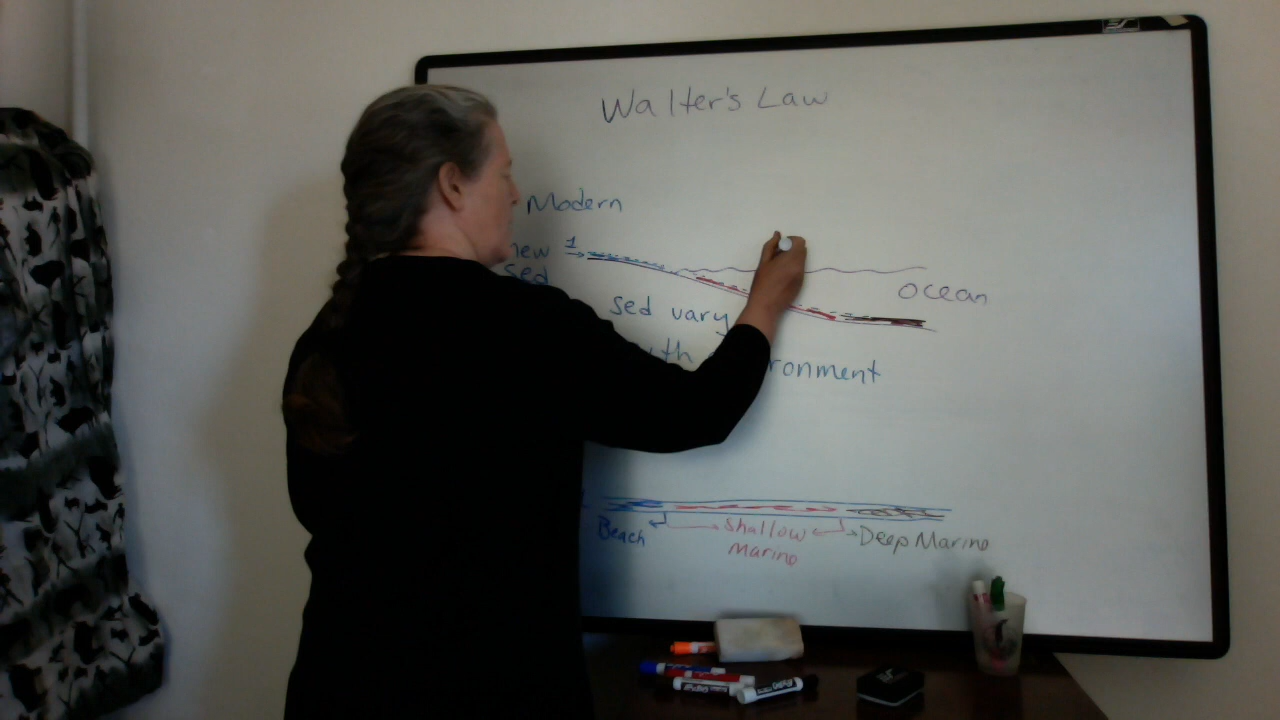 Walter's Law
Modern
new 1
sed
Ocean
sed vary
ronment
Beach
Shallow
Marine
Deep Marine